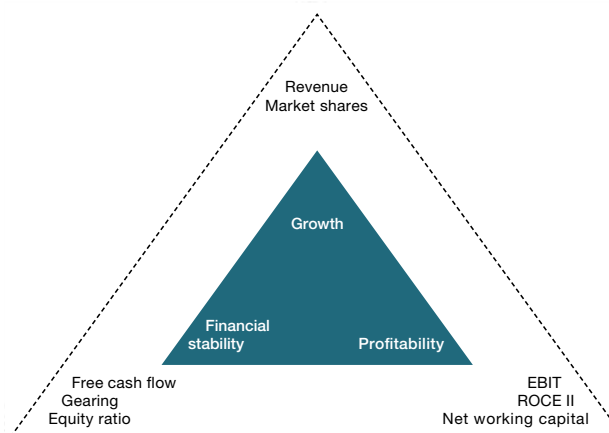 Revenue
Market shares
Growth
Financial
stability
Profitability
Free cash flow
Gearing
Equity ratio
EBIT
ROCE II
Net working capital